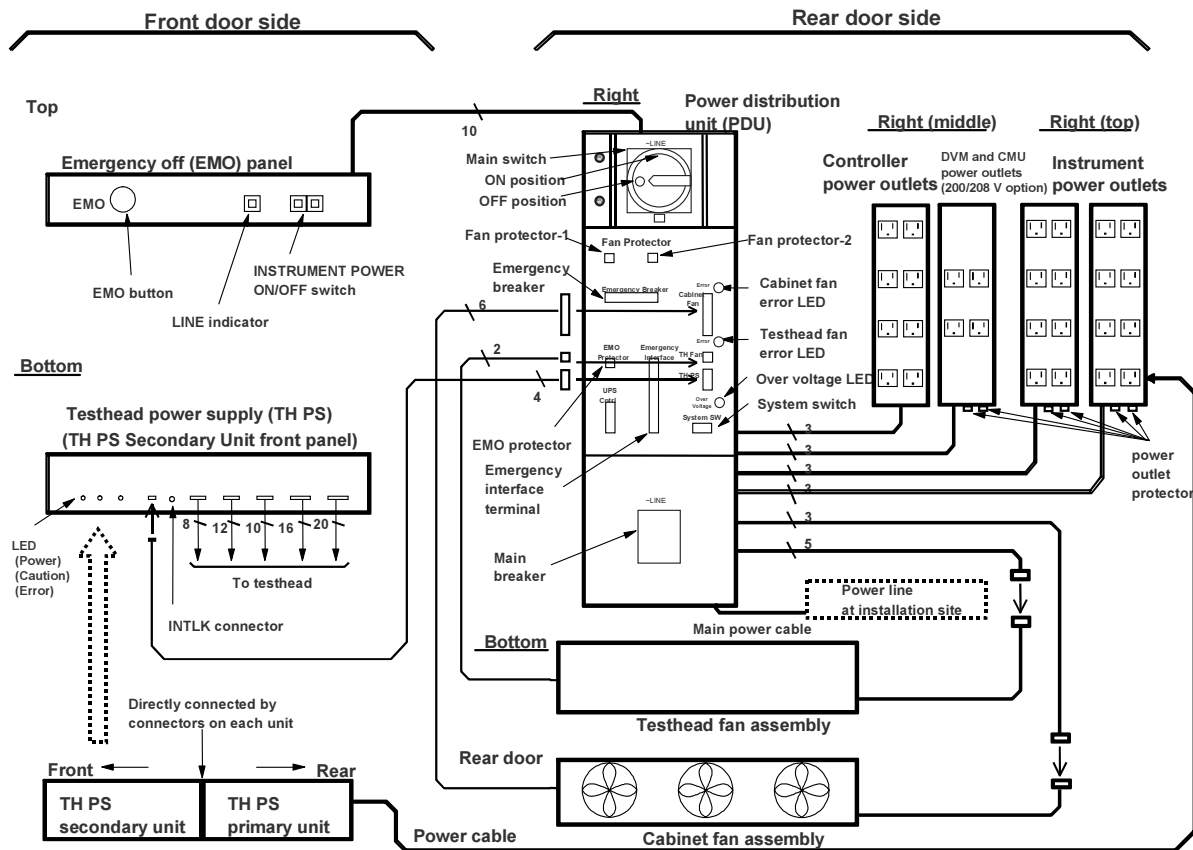 Front door side
Rear door side
Top
10
Right
Power distribution
unit (PDU)
Right (middle)
Right (top)
Emergency off (EMO) panel
EMO
EMO button
LINE indicator
INSTRUMENT POWER
ON/OFF switch
~LINE
Main switch
ON position
OFF position
Controller
power outlets
DVM and CMU
power outlets
(200/208 V option)
Instrument
power outlets
Fan protector-1
Fan Protector
Fan protector-2
Emergency
breaker
Emergency Breaker
Error
Cabinet
Fan
Cabinet fan
error LED
6
2
4
EMO
Protector
Emergency
Interface
Error
TH Fan
TH PS
Testhead fan
error LED
UPS
Cntrl
Over
Voltage
Over voltage LED
System SW
System switch
EMO protector
Emergency
interface
terminal
3
3
3
3
3
5
power
outlet
protector
Bottom
Testhead power supply (TH PS)
(TH PS Secondary Unit front panel)
8
12
10
16
20
LED
(Power)
(Caution)
(Error)
To testhead
INTLK connector
~LINE
Main
breaker
Power line
at installation site
Main power cable
Bottom
Testhead fan assembly
Directly connected by
connectors on each unit
Front
Rear
TH PS
secondary unit
TH PS
primary unit
Power cable
Rear door
Cabinet fan assembly